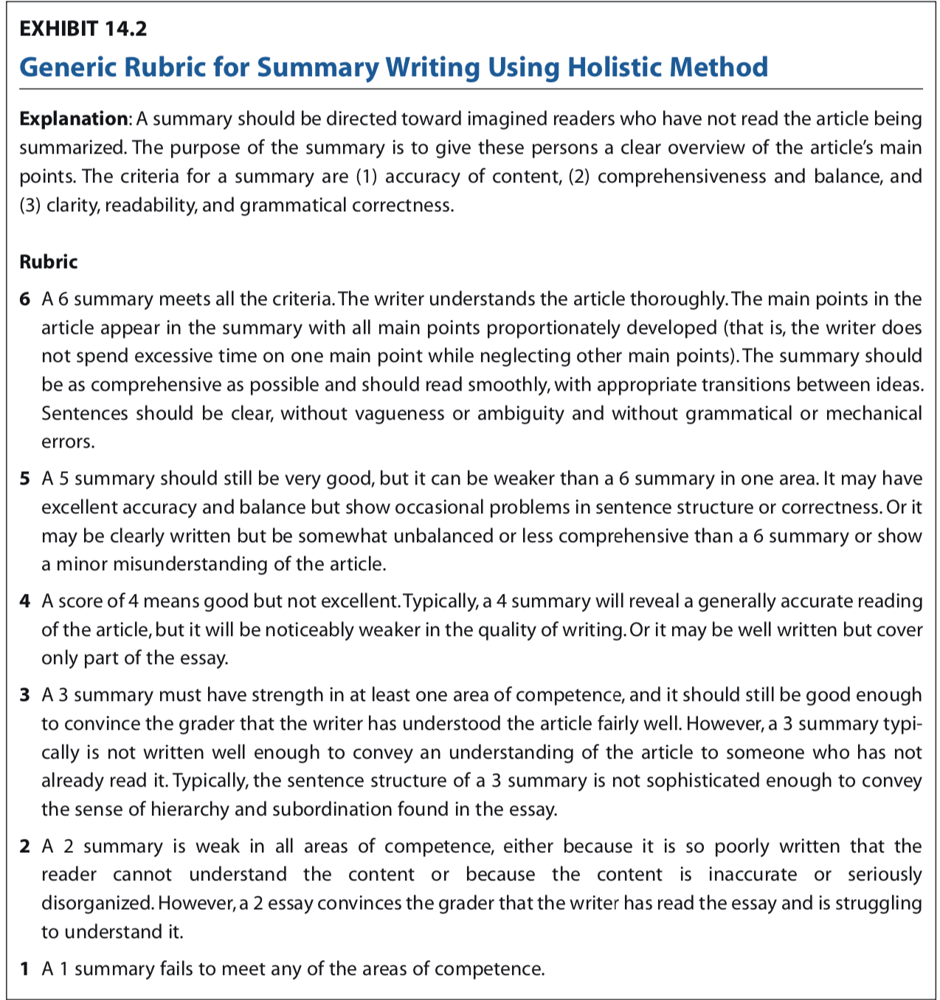 EXHIBIT 14.2
Generic Rubric for Summary Writing Using Holistic Method
Explanation: A summary should be directed toward imagined readers who have not read the article being
summarized. The purpose of the summary is to give these persons a clear overview of the article's main
points. The criteria for a summary are (1) accuracy of content, (2) comprehensiveness and balance, and
(3) clarity, readability, and grammatical correctness.
Rubric
6 A 6 summary meets all the criteria. The writer understands the article thoroughly. The main points in the
article appear in the summary with all main points proportionately developed (that is, the writer does
not spend excessive time on one main point while neglecting other main points). The summary should
be as comprehensive as possible and should read smoothly, with appropriate transitions between ideas.
Sentences should be clear, without vagueness or ambiguity and without grammatical or mechanical
errors.
5 A 5 summary should still be very good, but it can be weaker than a 6 summary in one area. It may have
excellent accuracy and balance but show occasional problems in sentence structure or correctness. Or it
may be clearly written but be somewhat unbalanced or less comprehensive than a 6 summary or show
a minor misunderstanding of the article.
4 A score of 4 means good but not excellent. Typically, a 4 summary will reveal a generally accurate reading
of the article, but it will be noticeably weaker in the quality of writing. Or it may be well written but cover
only part of the essay.
3 A 3 summary must have strength in at least one area of competence, and it should still be good enough
to convince the grader that the writer has understood the article fairly well. However, a 3 summary typi-
cally is not written well enough to convey an understanding of the article to someone who has not
already read it. Typically, the sentence structure of a 3 summary is not sophisticated enough to convey
the sense of hierarchy and subordination found in the essay.
2 A 2 summary is weak in all areas of competence, either because it is so poorly written that the
reader cannot understand the content or because the content is inaccurate or seriously
disorganized. However, a 2 essay convinces the grader that the writer has read the essay and is struggling
to understand it.
1 A 1 summary fails to meet any of the areas of competence.